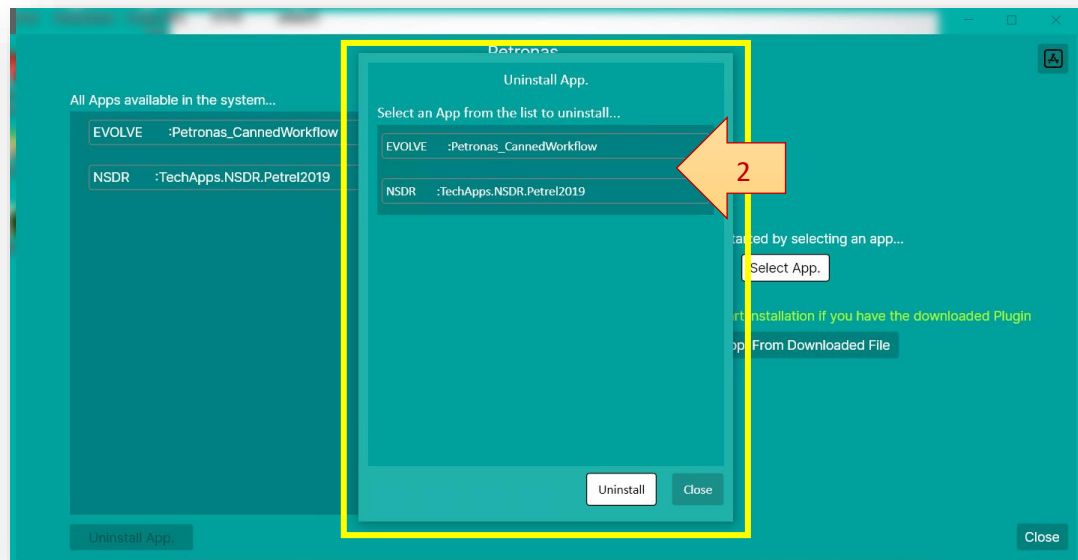 Petronas
All Apps available in the system...
EVOLVE :Petronas_CannedWorkflow
NSDR :TechApps.NSDR.Petrel2019
Uninstall App.
Uninstall App.
Select an App from the list to uninstall...
EVOLVE :Petronas_CannedWorkflow
NSDR :TechApps.NSDR.Petrel2019
2
Uninstall
Close
by selecting an app...
Select App.
installation if you have the downloaded Plugin
From Downloaded File
Close